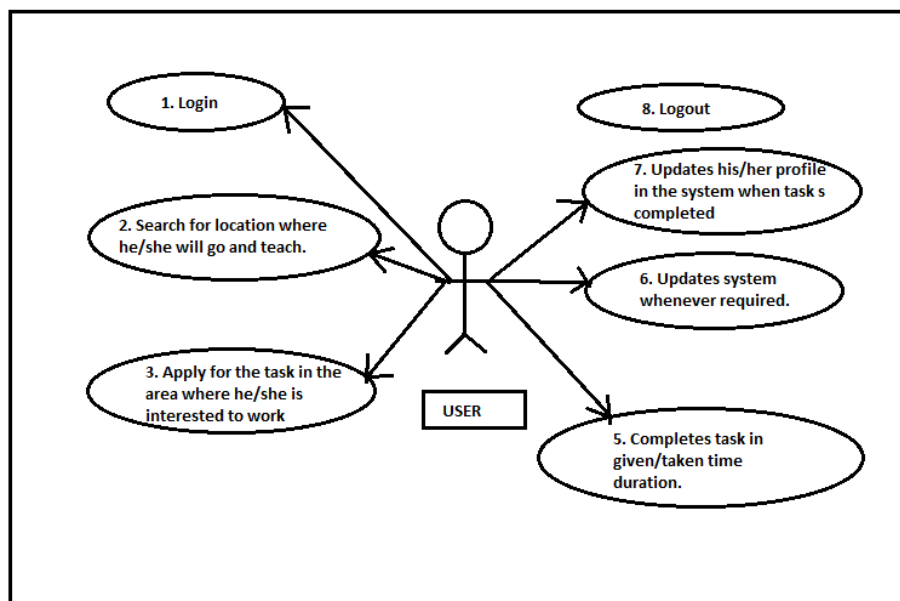 1. Login
2. Search for location where
he/she will go and teach.
3. Apply for the task in the
area where he/she is
interested to work
USER
5. Completes task in
given/taken time
duration.
6. Updates system
whenever required.
7. Updates his/her profile
in the system when task s
completed
8. Logout